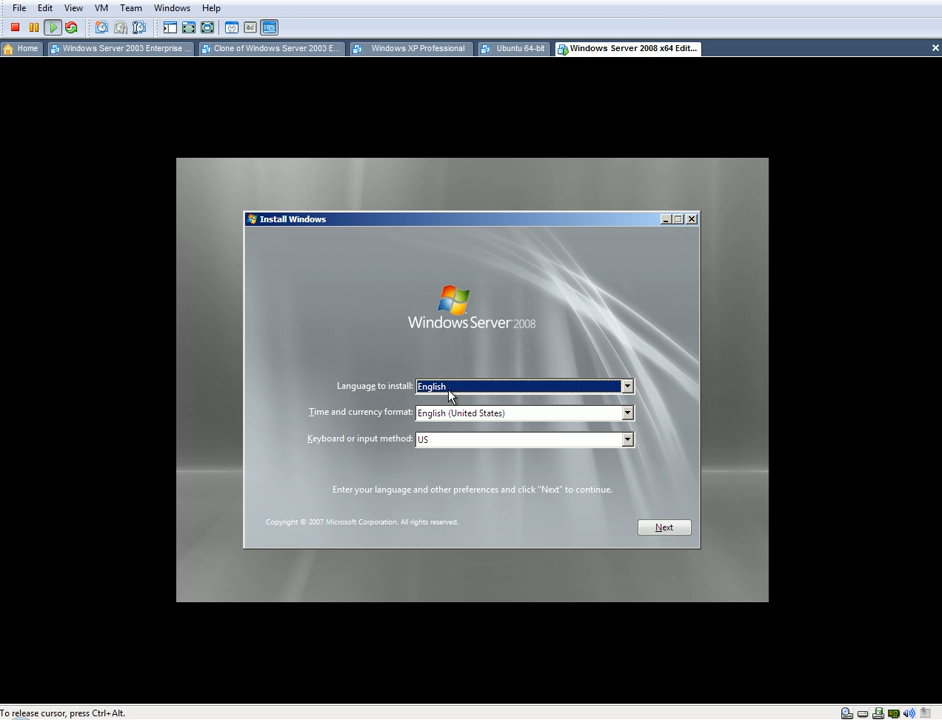 File Edit View VM Team Windows Help
Home Windows Server 2003 Enterprise ... Clone of Windows Server 2003 E... Windows XP Professional Ubuntu 64-bit Windows Server 2008 x64 Edit...
Install Windows
Windows Server 2008
Language to install: English
Time and currency format: English (United States)
Keyboard or input method: US
Enter your language and other preferences and click "Next" to continue.
Copyright © 2007 Microsoft Corporation. All rights reserved.
Next
To release cursor, press Ctrl+Alt.